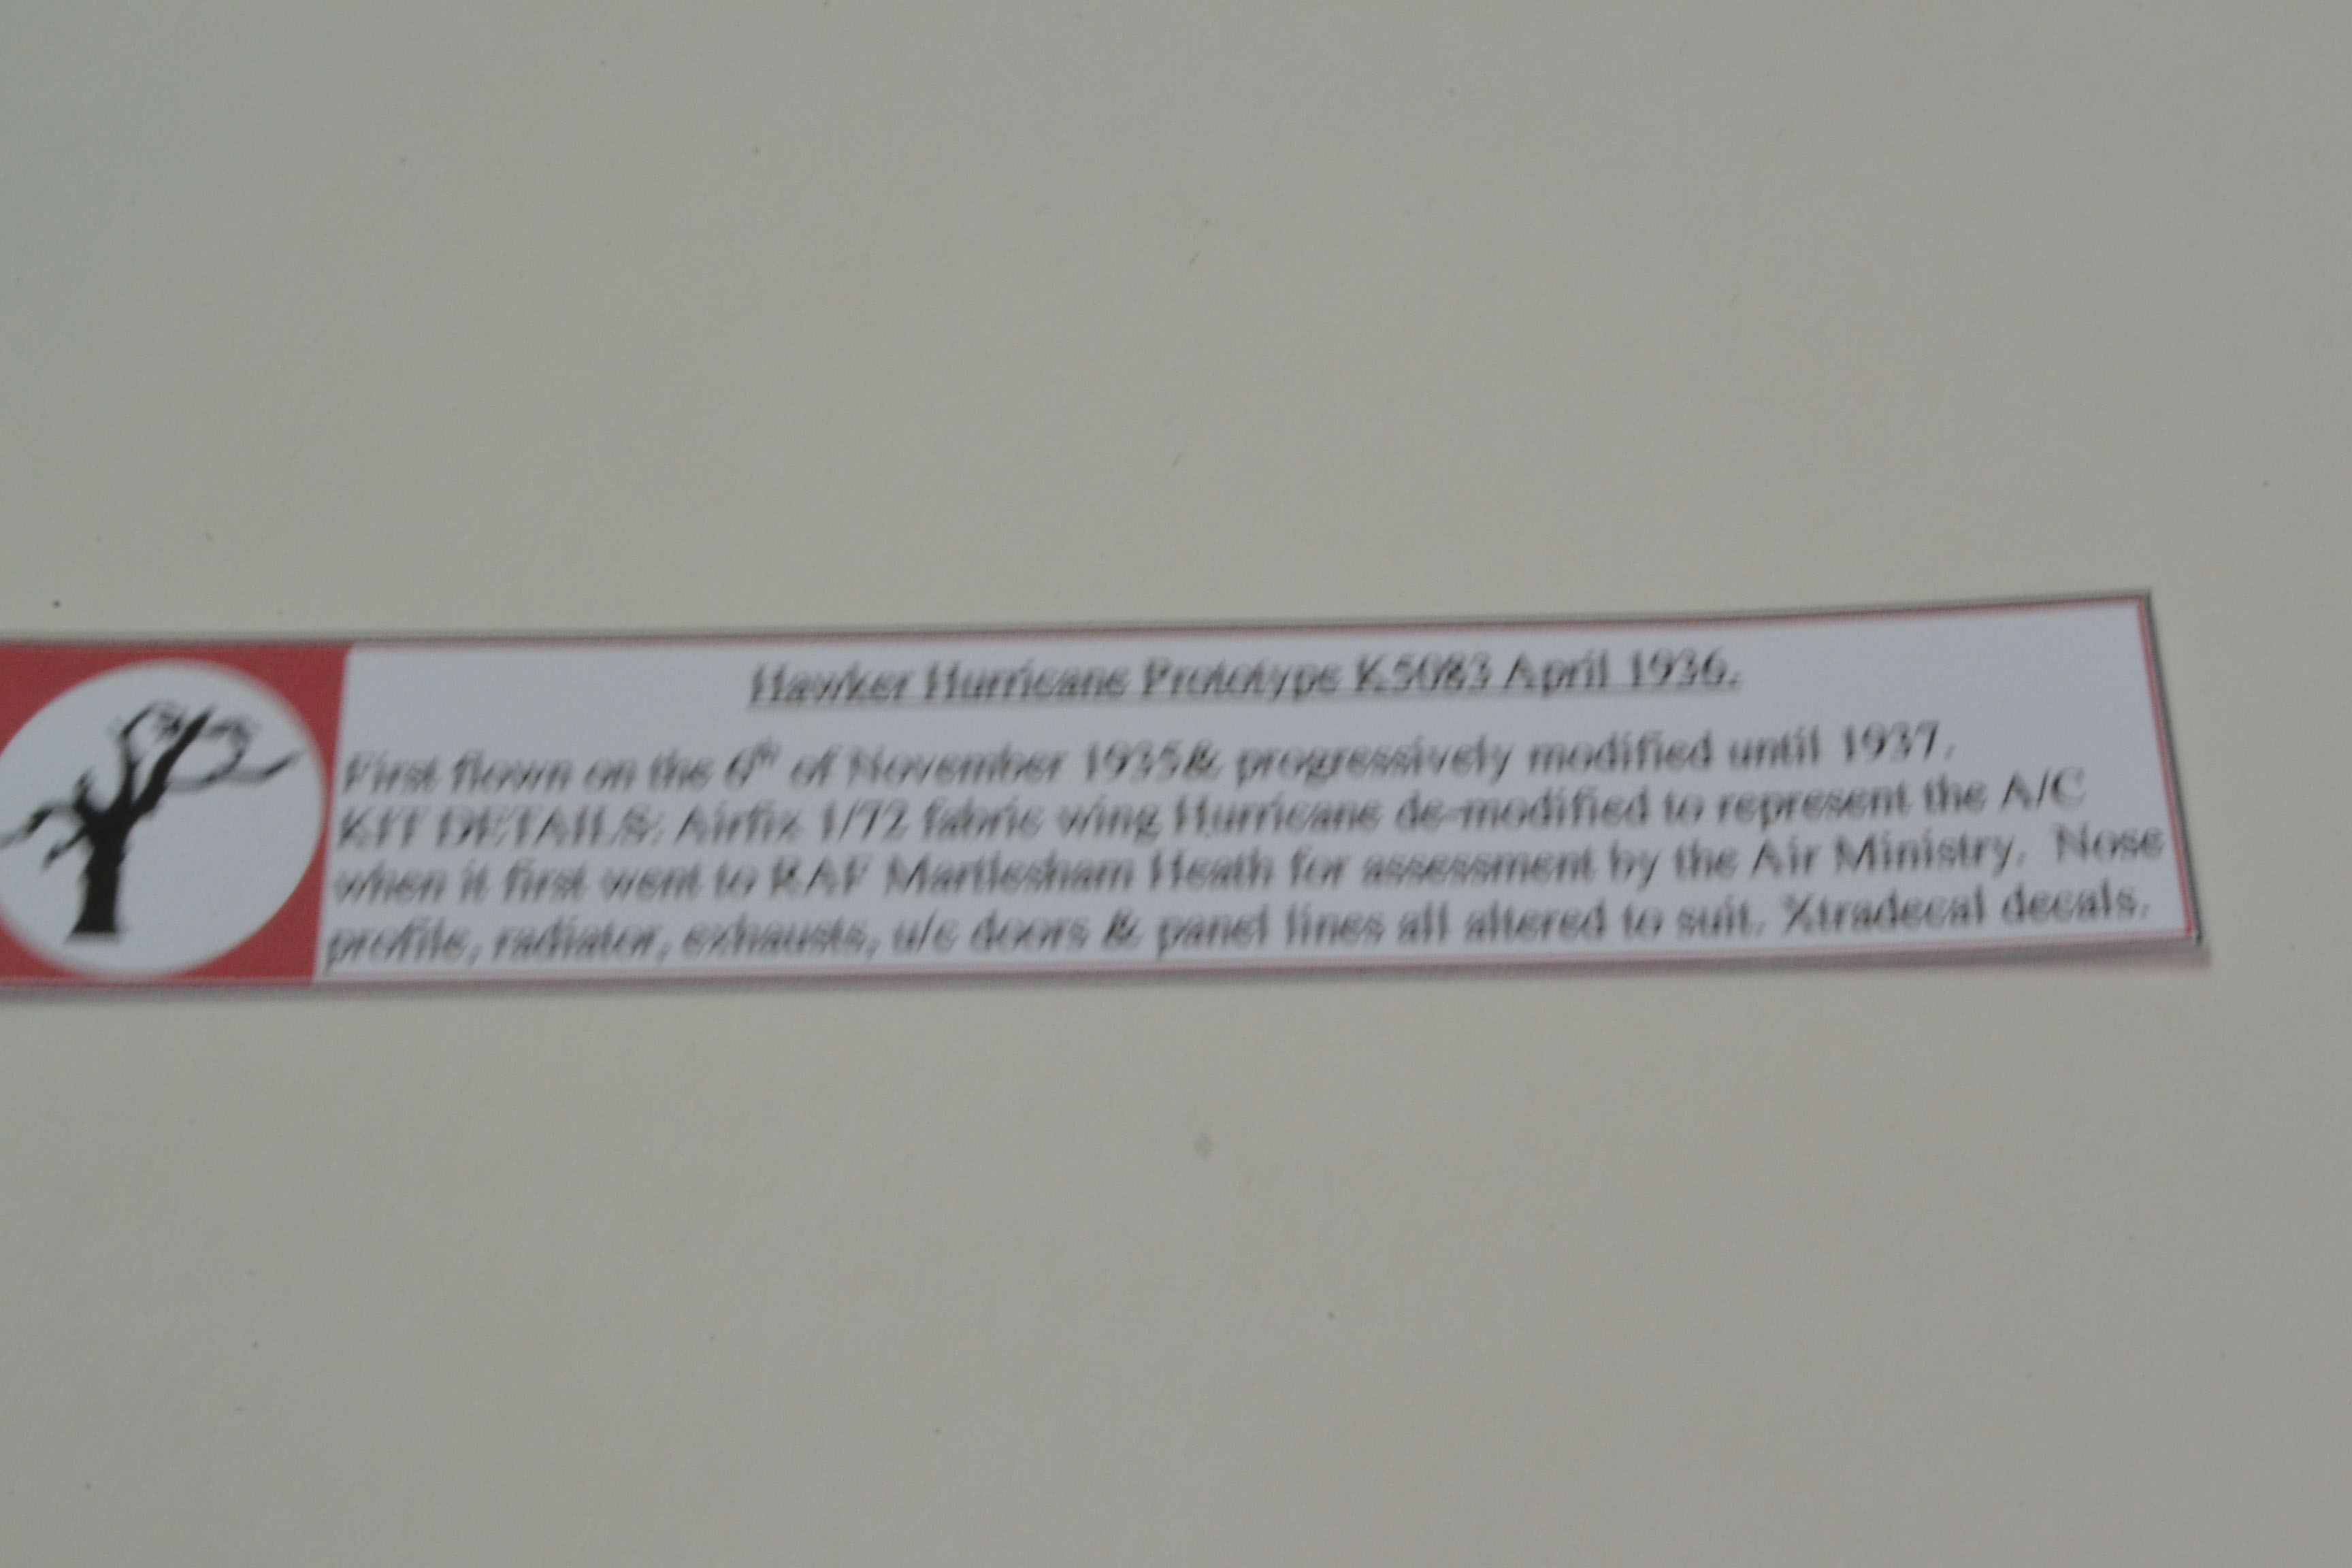 Hawker Hurricane Prototype K5083 April 1936.
First flown on the 6th of November 1935& progressively modified until 1937.
KIT DETAILS: Airfix 1/72 fabric wing Hurricane de-modified to represent the A/C
when it first went to RAF Martlesham Heath for assessment by the Air Ministry.  Nose
profile, radiator, exhausts, u/c doors & panel lines all altered to suit. Xtradecal decals.